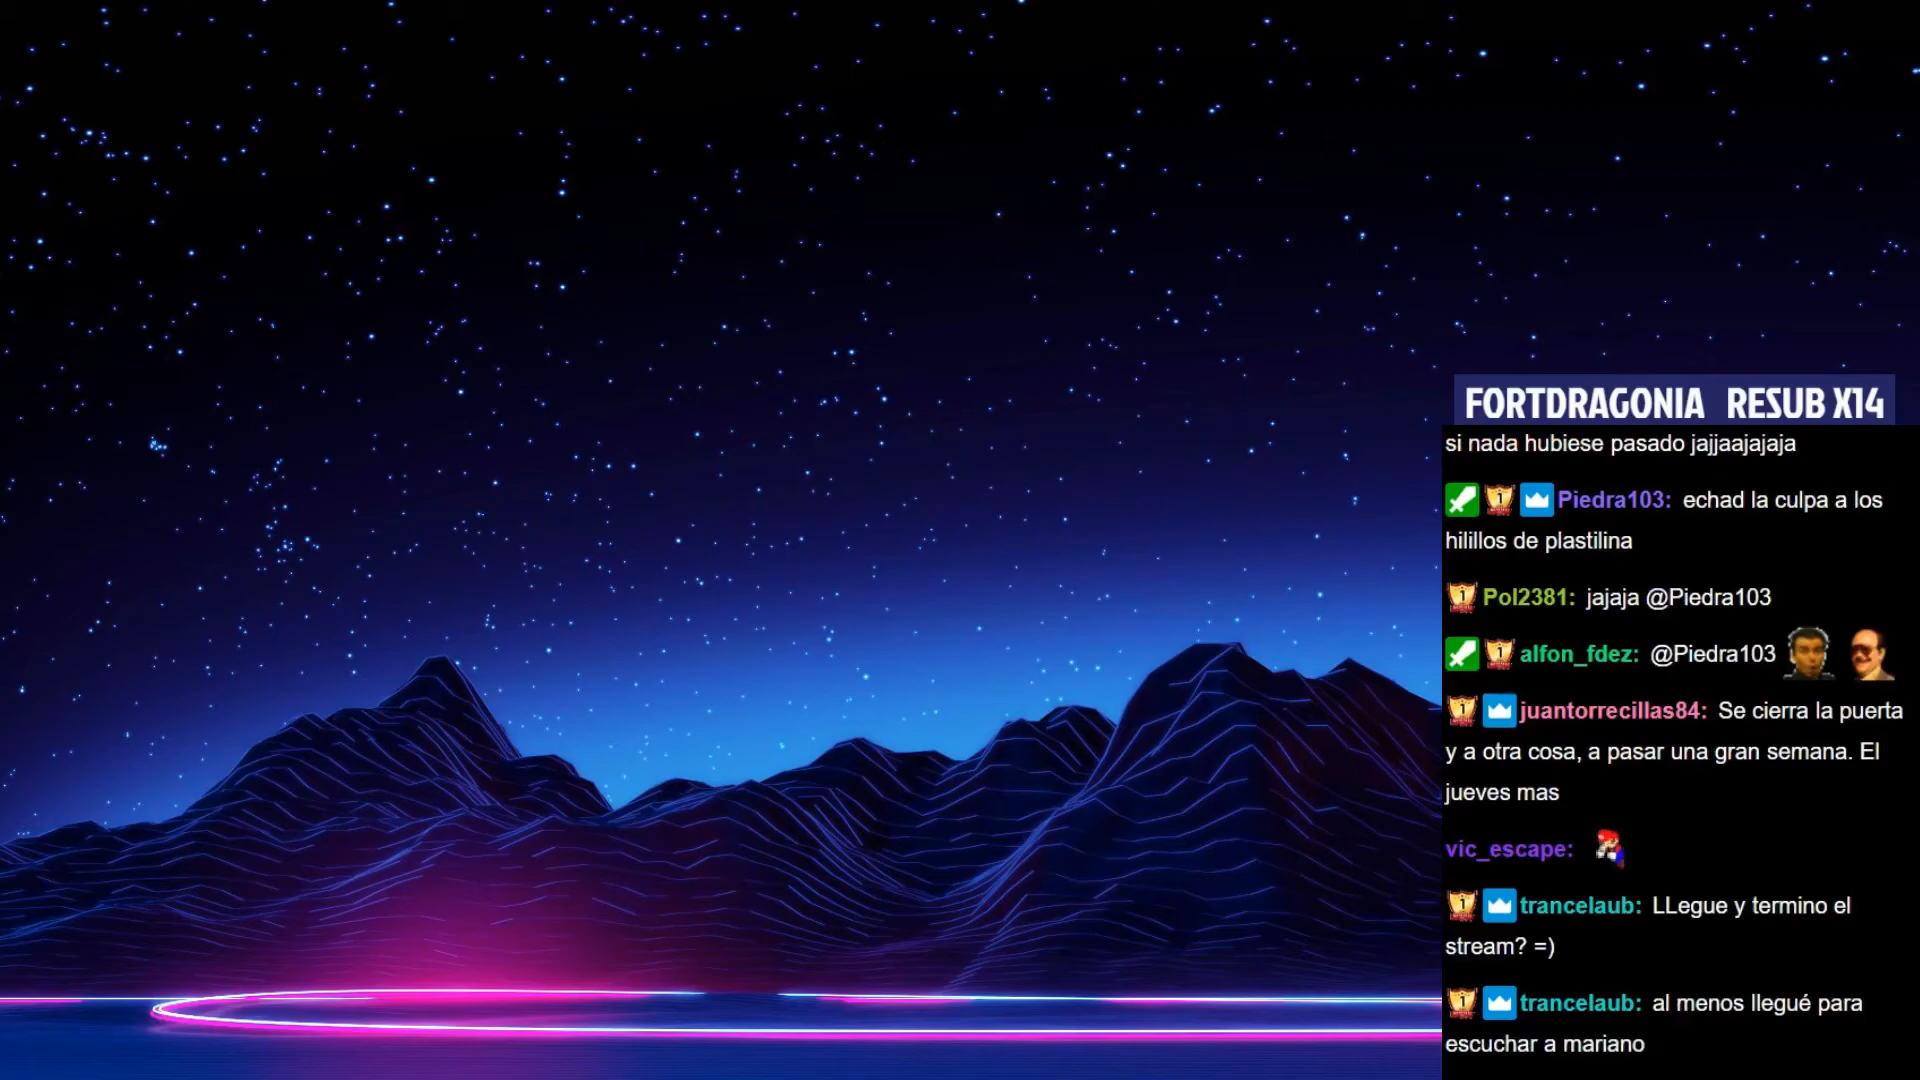 FORTDRAGONIA RESUB X14
si nada hubiese pasado jajjaajajaja
Piedra103: echad la culpa a los
hilillos de plastilina
Pol2381: jajaja @Piedra103
alfon_fdez: @Piedra103
juantorrecillas84: Se cierra la puerta
y a otra cosa, a pasar una gran semana. El
jueves mas
vic_escape:
trancelaub: LLegue y termino el
stream? =)
trancelaub: al menos llegué para
escuchar a mariano